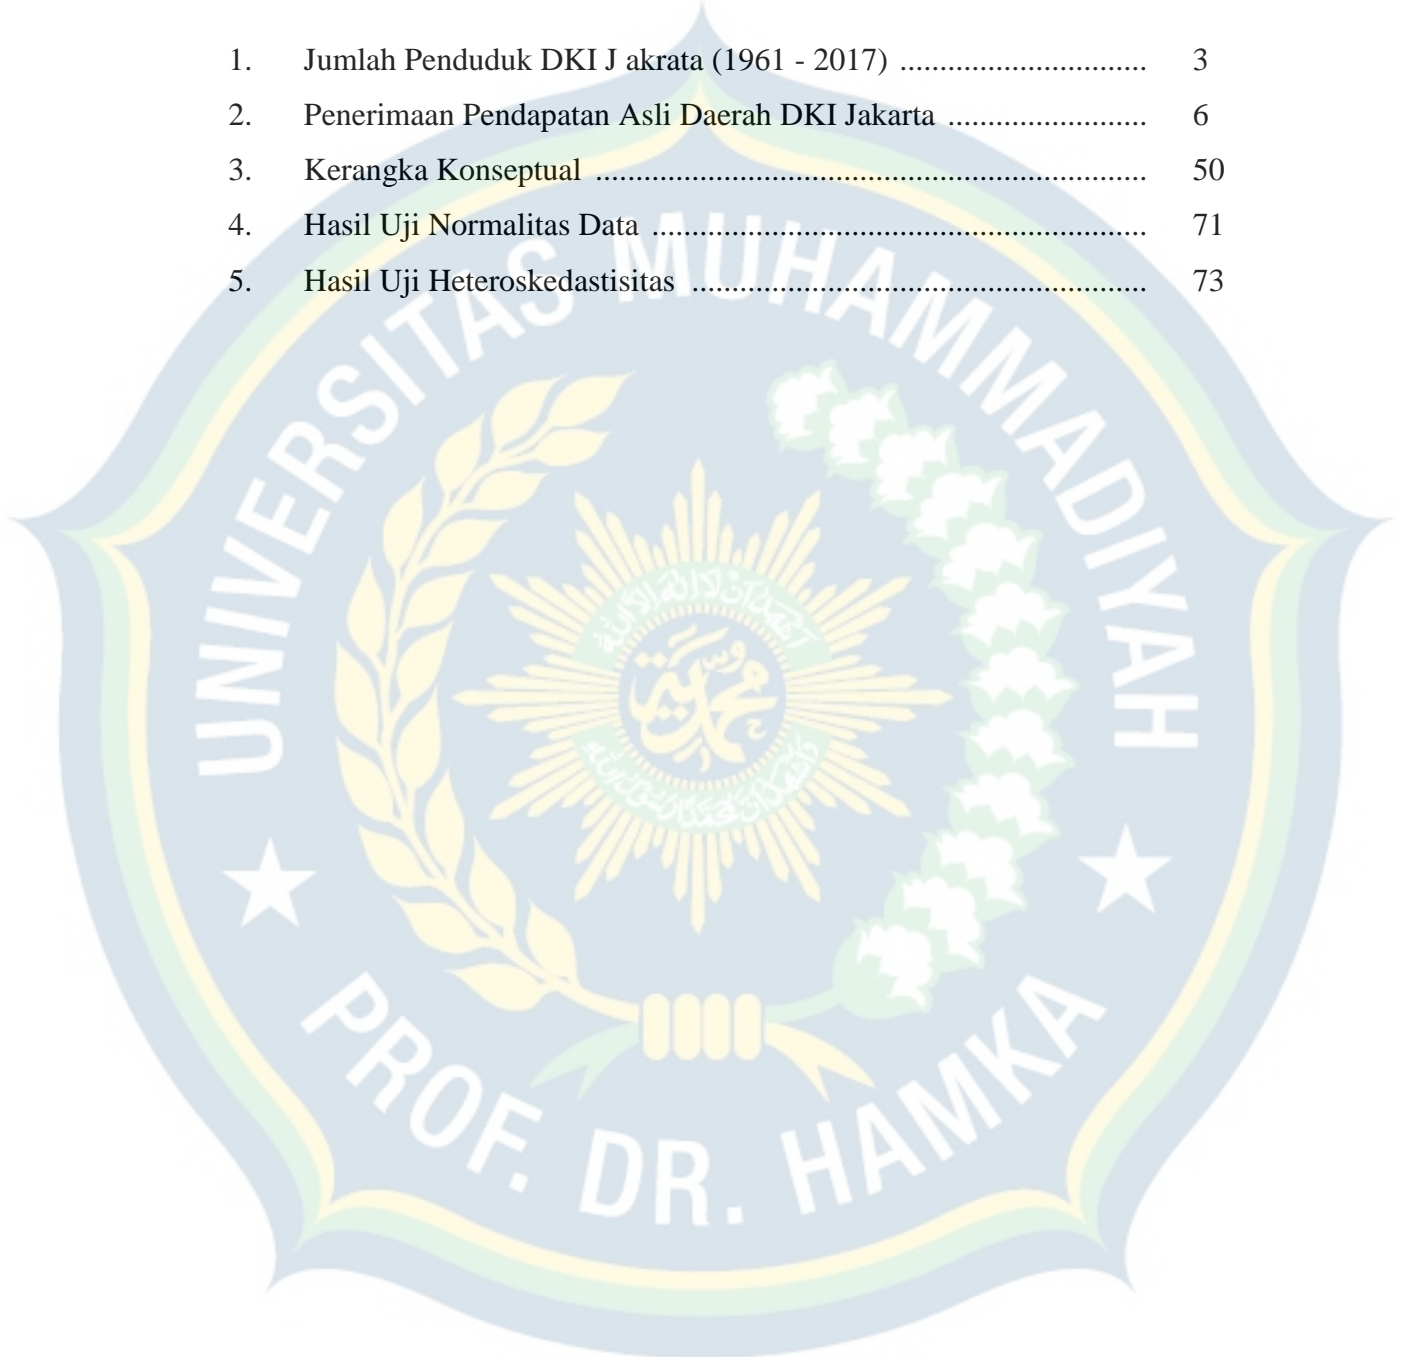 1. Jumlah Penduduk DKI J akrata (1961 - 2017) ............................... 3
2. Penerimaan Pendapatan Asli Daerah DKI Jakarta ......................... 6
3. Kerangka Konseptual ..................................................................... 50
4. Hasil Uji Normalitas Data .............................................................. 71
5. Hasil Uji Heteroskedastisitas ......................................................... 73
UNIVERSITAS MUHAMMADIYAH
PROF. DR. HAMKA